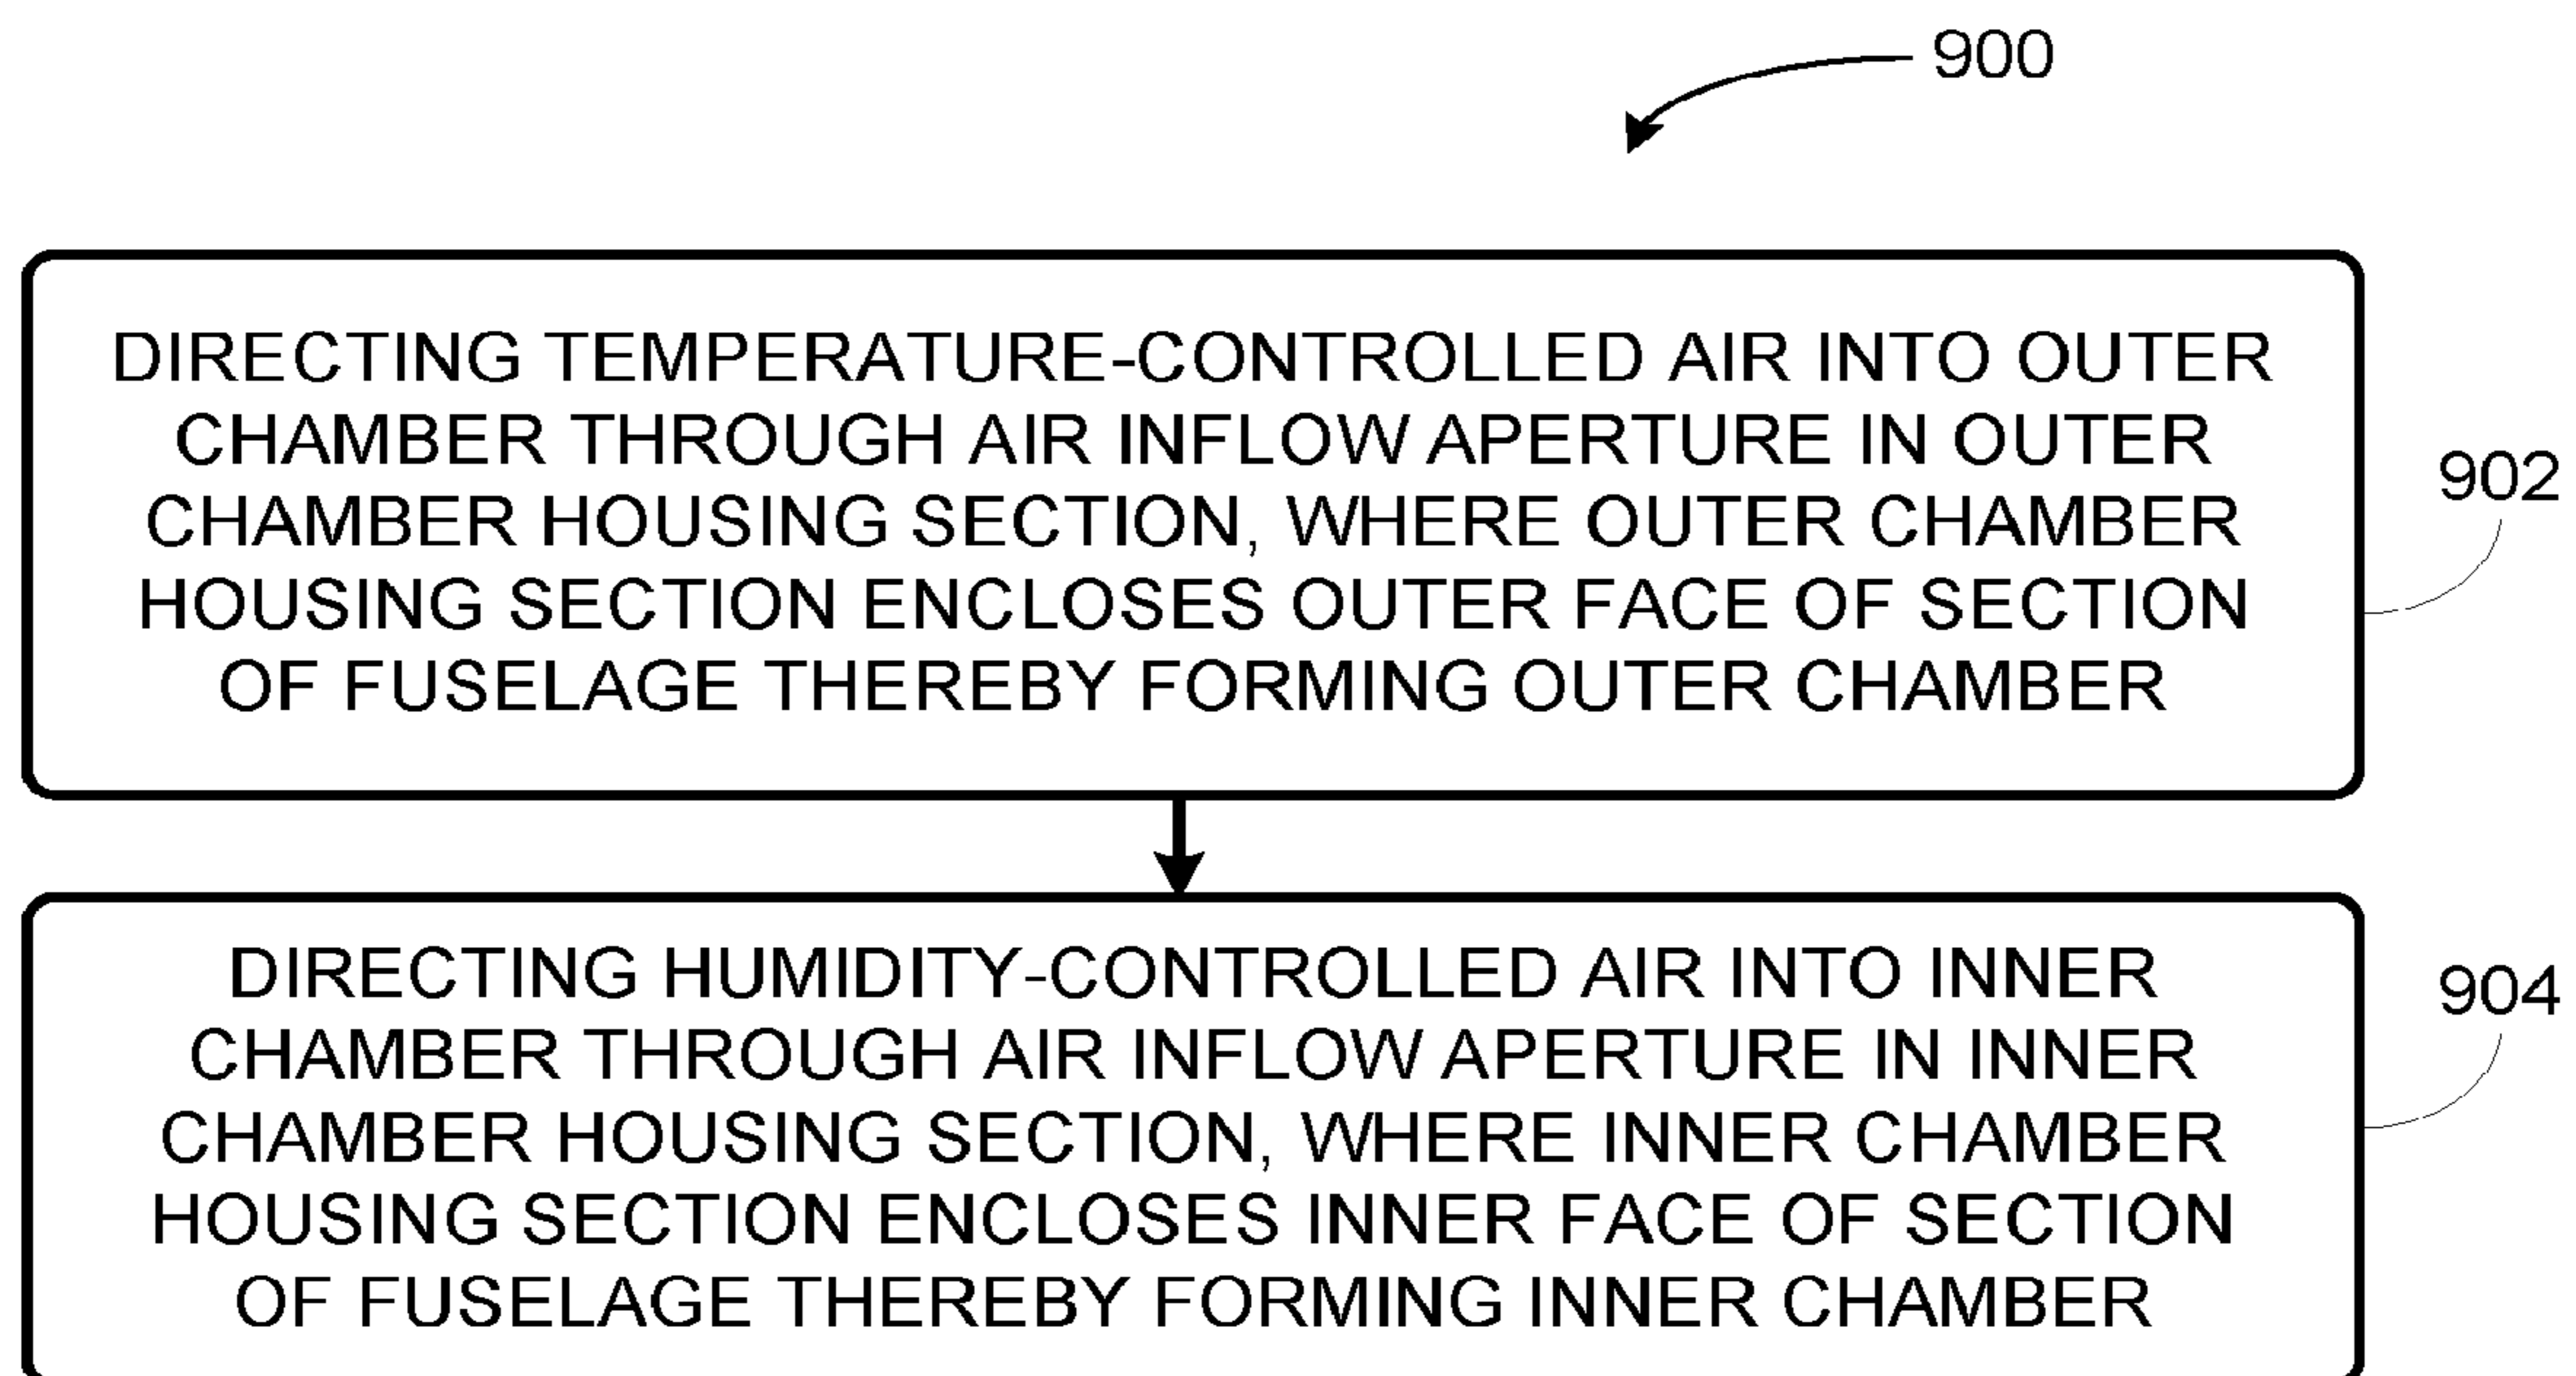 900
DIRECTING TEMPERATURE-CONTROLLED AIR INTO OUTER
CHAMBER THROUGH AIR INFLOW APERTURE IN OUTER
CHAMBER HOUSING SECTION, WHERE OUTER CHAMBER
HOUSING SECTION ENCLOSES OUTER FACE OF SECTION
OF FUSELAGE THEREBY FORMING OUTER CHAMBER
902
DIRECTING HUMIDITY-CONTROLLED AIR INTO INNER
CHAMBER THROUGH AIR INFLOW APERTURE IN INNER
CHAMBER HOUSING SECTION, WHERE INNER CHAMBER
HOUSING SECTION ENCLOSES INNER FACE OF SECTION
OF FUSELAGE THEREBY FORMING INNER CHAMBER
904